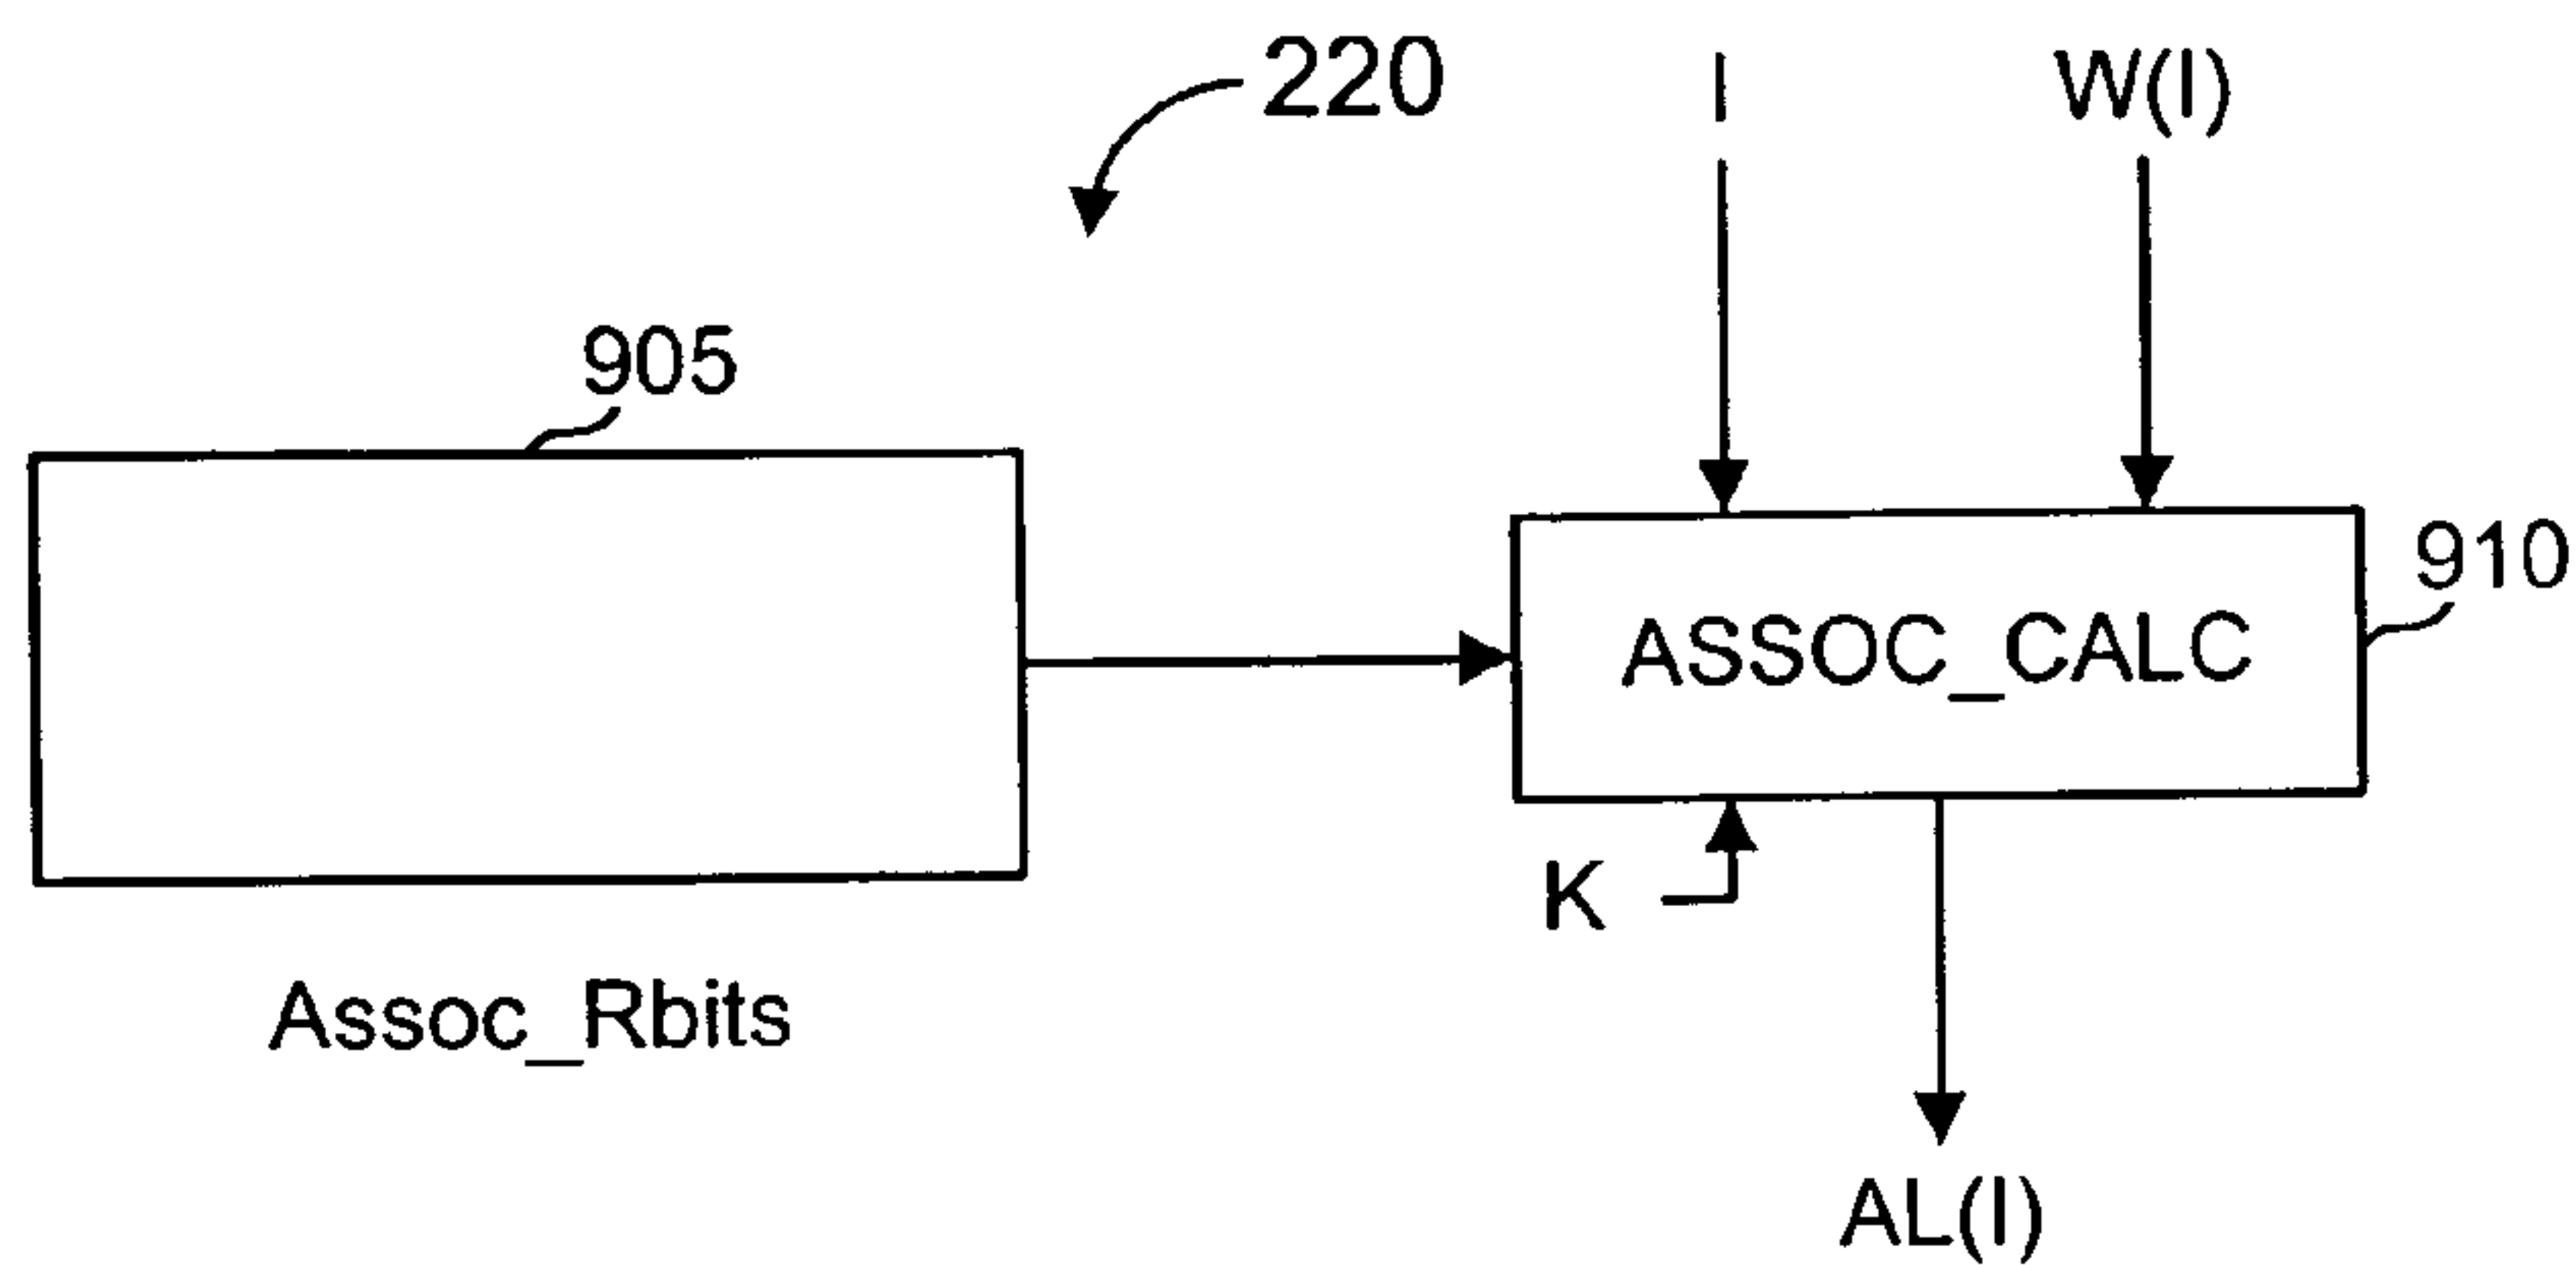 220
I
W(I)
905
910
ASSOC_CALC
K
Assoc_Rbits
AL(I)